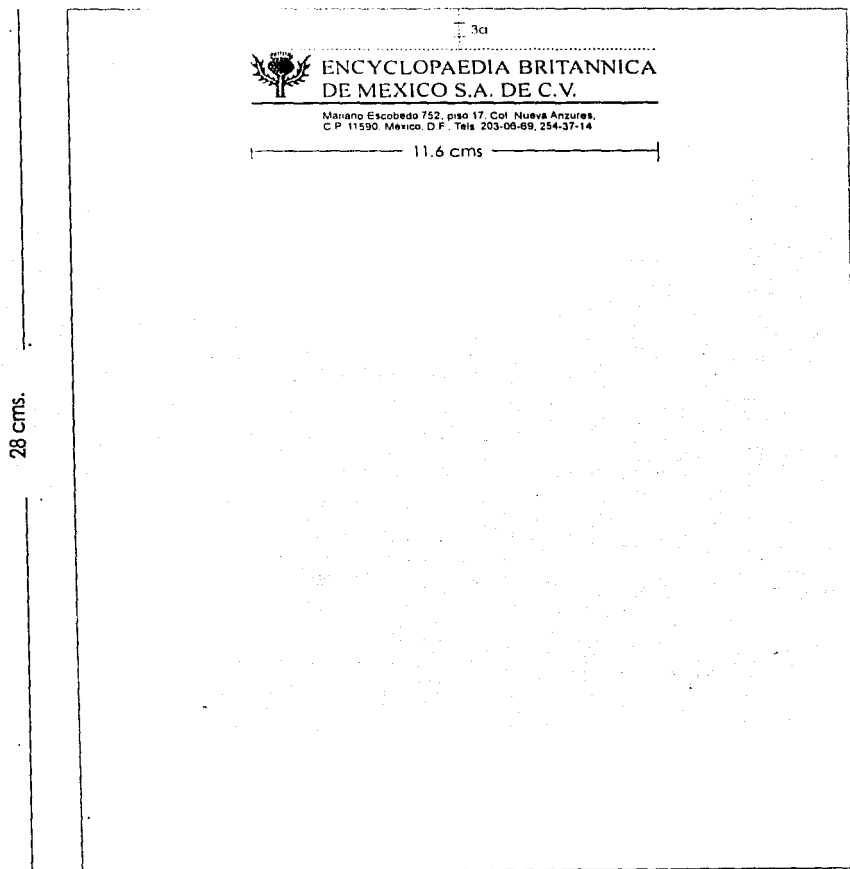 3a
ENCYCLOPAEDIA BRITANNICA
DE MEXICO S.A. DE C.V.
Mariano Escobedo 752, piso 17, Col Nueva Anzures,
C P 11590, Mexico, D F, Tels 203-06-69, 254-37-14
11.6 cms
28 cms.